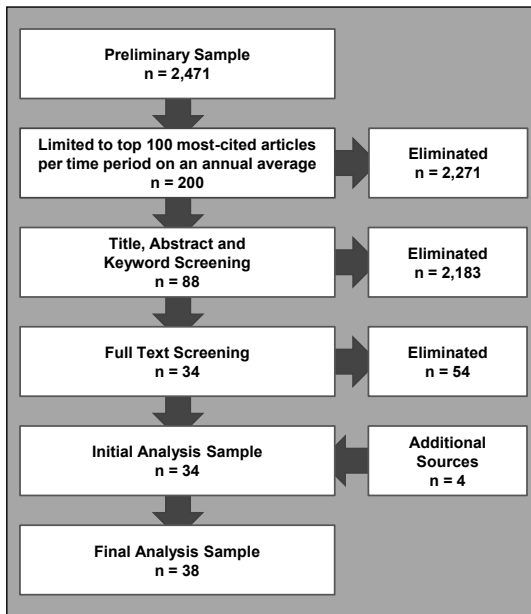 Preliminary Sample
n = 2,471
Limited to top 100 most-cited articles
per time period on an annual average
n = 200
Eliminated
n = 2,271
Title, Abstract and
Keyword Screening
n = 88
Eliminated
n = 2,183
Full Text Screening
n = 34
Eliminated
n = 54
Initial Analysis Sample
n = 34
Additional
Sources
n = 4
Final Analysis Sample
n = 38